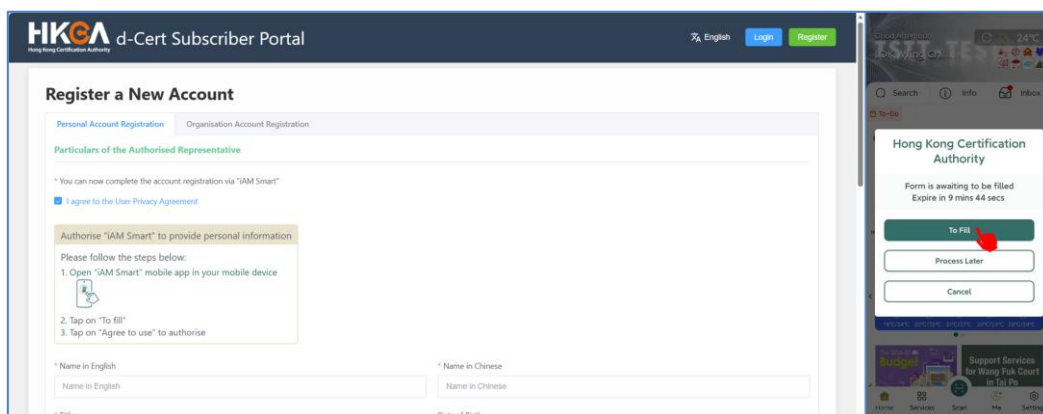 HKCA
Hong Kong Certification Authority
d-Cert Subscriber Portal
English
Login
Register
Register a New Account
Personal Account Registration
Organisation Account Registration
Particulars of the Authorised Representative
* You can now complete the account registration via "iAM Smart"
I agree to the User Privacy Agreement
Authorise "iAM Smart" to provide personal information
Please follow the steps below:
1. Open "iAM Smart" mobile app in your mobile device
2. Tap on "To fill"
3. Tap on "Agree to use" to authorise
* Name in English
Name in English
* Name in Chinese
Name in Chinese
Good Afternoon
24°C
Search
Info
Inbox
To-Do
Hong Kong Certification
Authority
Form is awaiting to be filled
Expire in 9 mins 44 secs
To Fill
Process Later
Cancel
Budget
Support Services
for Wang Fuk Court
in Tai Po
Home
Services
Scan
Me
Setting